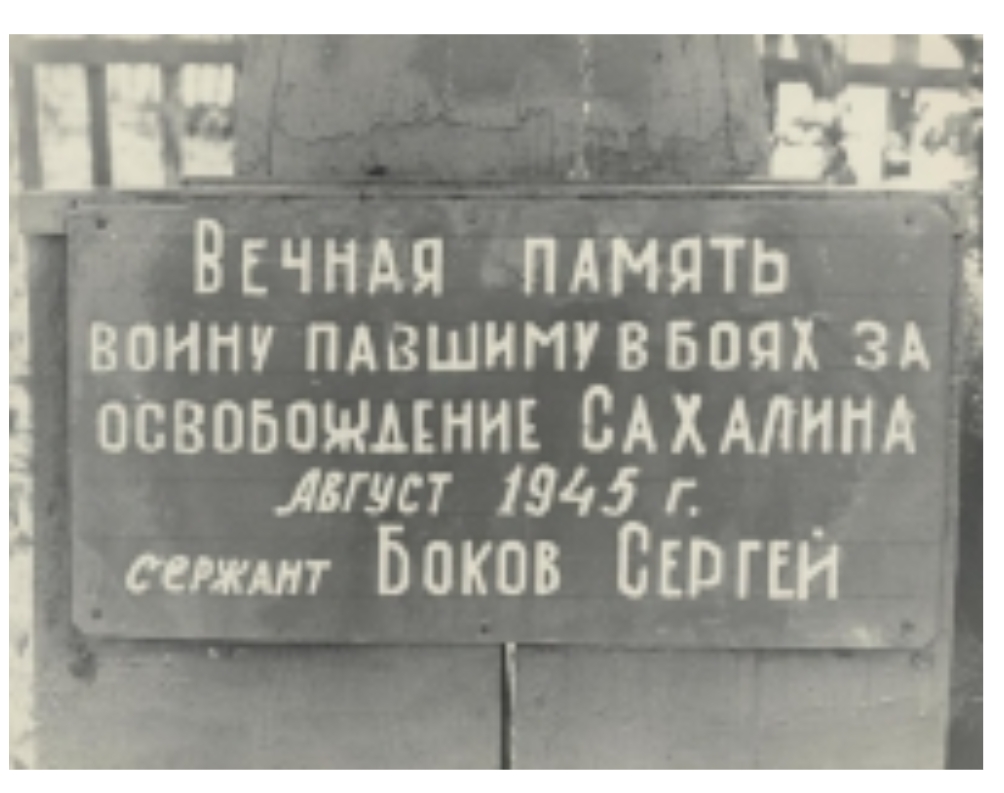 Вечная память
воину павшиму в боях за
освобождение Сахалина
август 1945 г.
сержант Боков Сергей